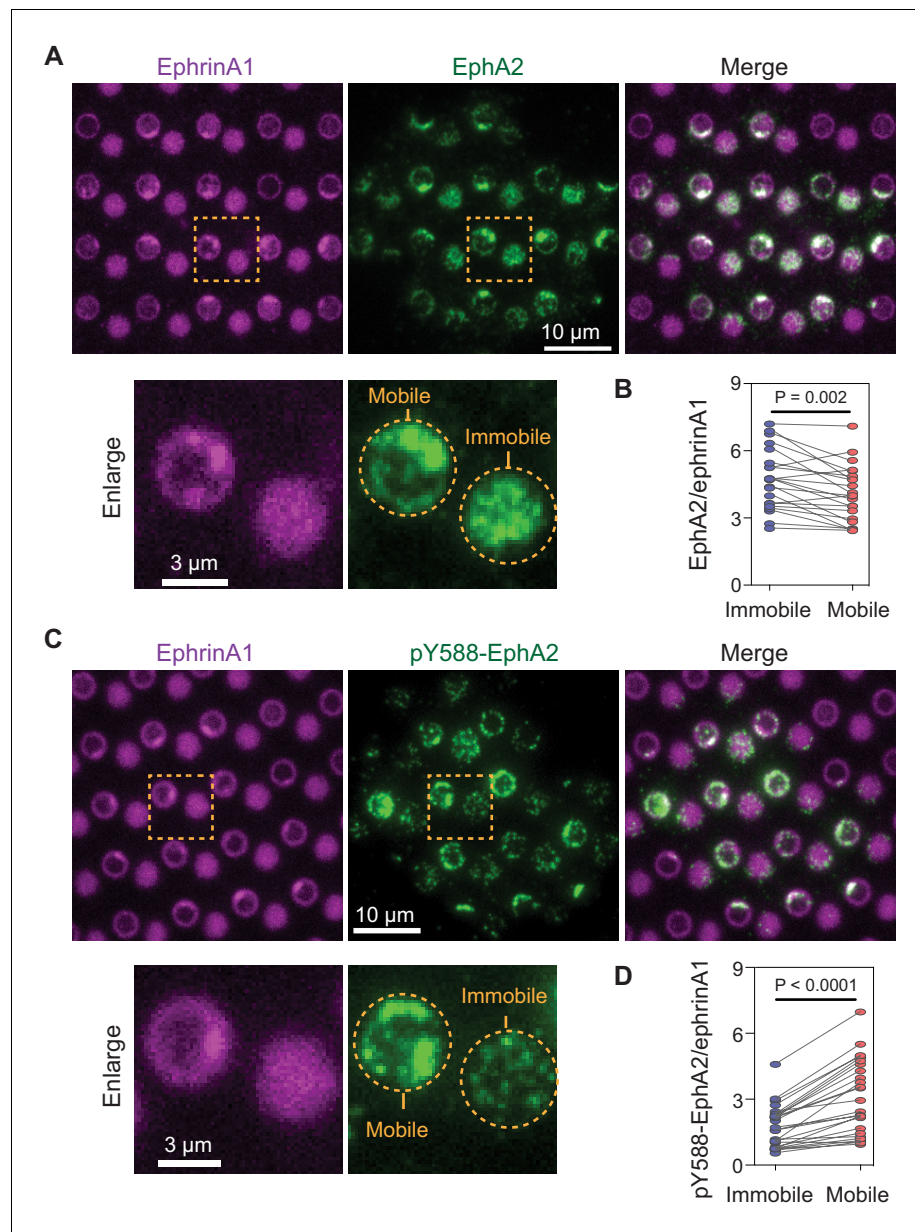 A
EphrinA1 EphA2 Merge
10 µm
Enlarge
3 µm
Mobile
Immobile
B
P = 0.002
EphA2/ephrinA1
9
6
3
0
Immobile Mobile
C
EphrinA1 pY588-EphA2 Merge
10 µm
Enlarge
3 µm
Immobile
Mobile
D
P < 0.0001
pY588-EphA2/ephrinA1
9
6
3
0
Immobile Mobile